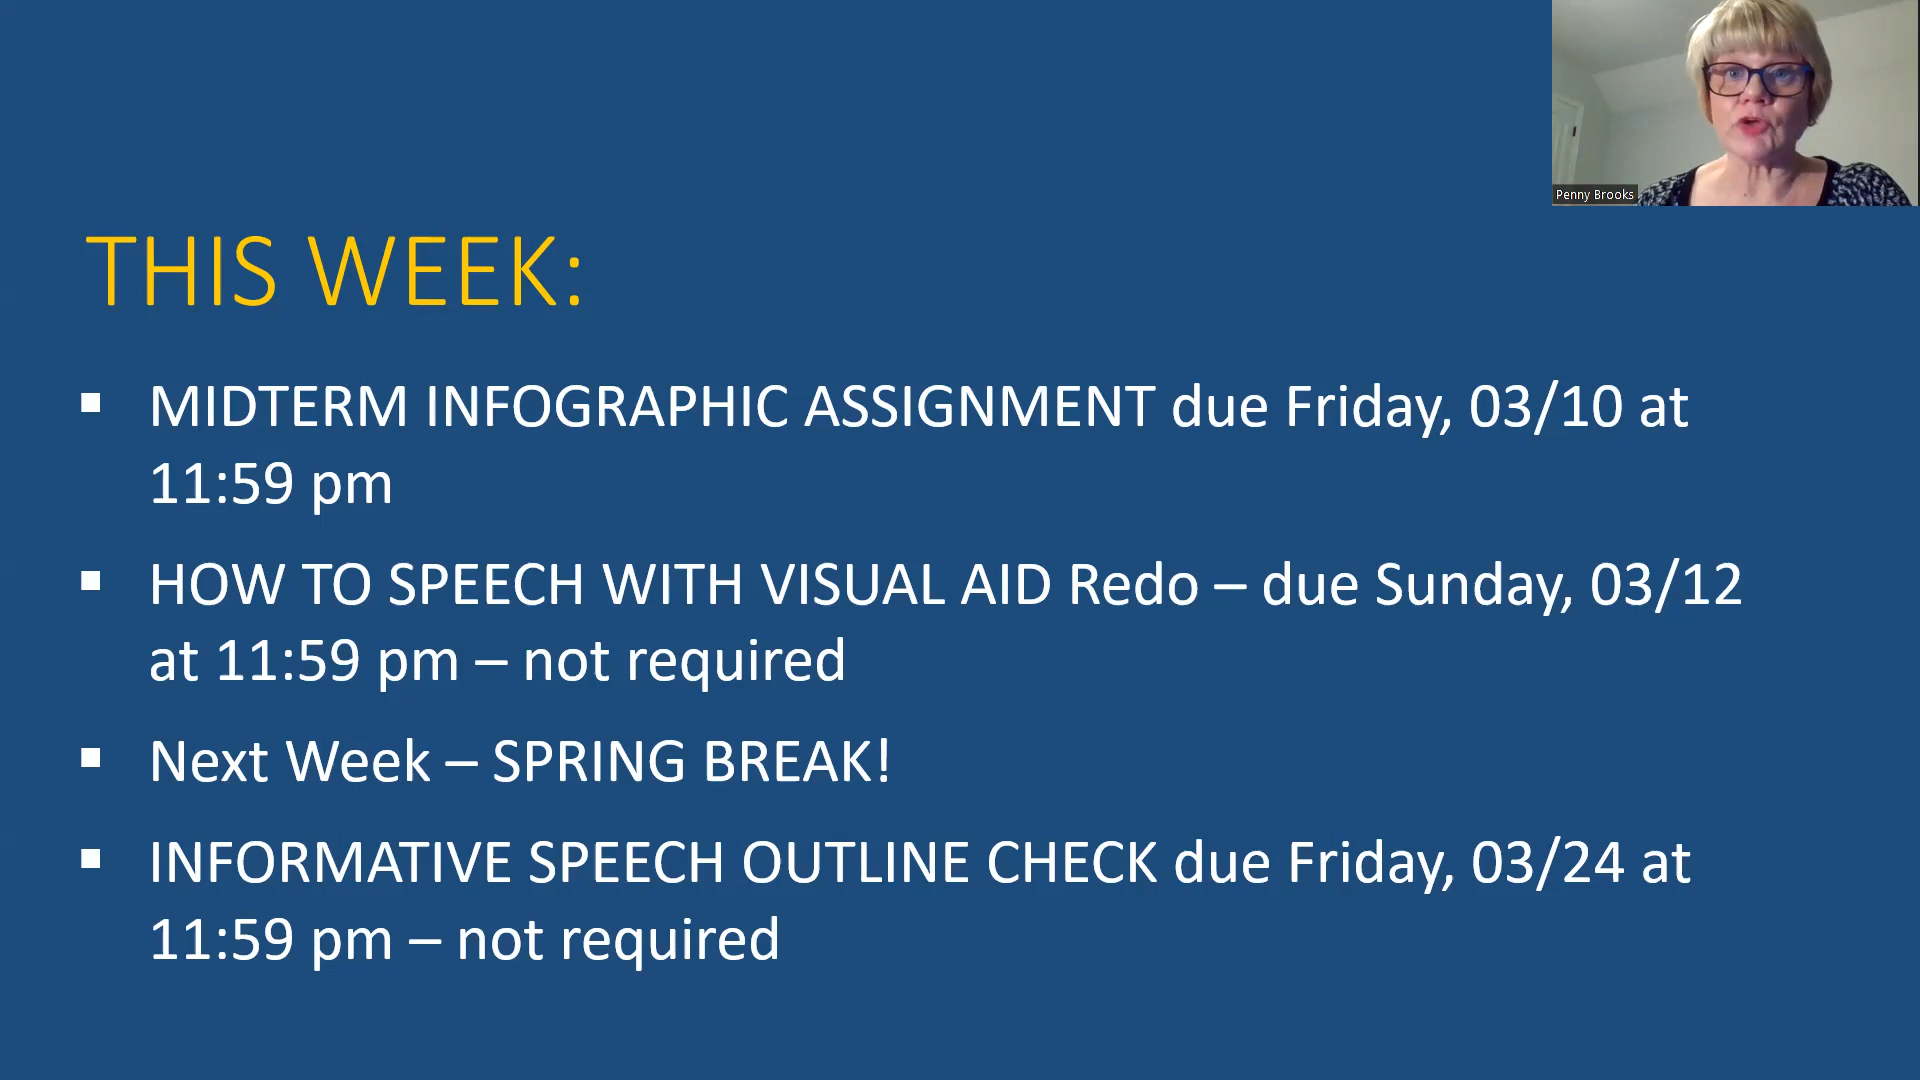 Penny Brooks
THIS WEEK:
▪ MIDTERM INFOGRAPHIC ASSIGNMENT due Friday, 03/10 at
11:59 pm
▪ HOW TO SPEECH WITH VISUAL AID Redo – due Sunday, 03/12
at 11:59 pm – not required
▪ Next Week – SPRING BREAK!
▪ INFORMATIVE SPEECH OUTLINE CHECK due Friday, 03/24 at
11:59 pm – not required